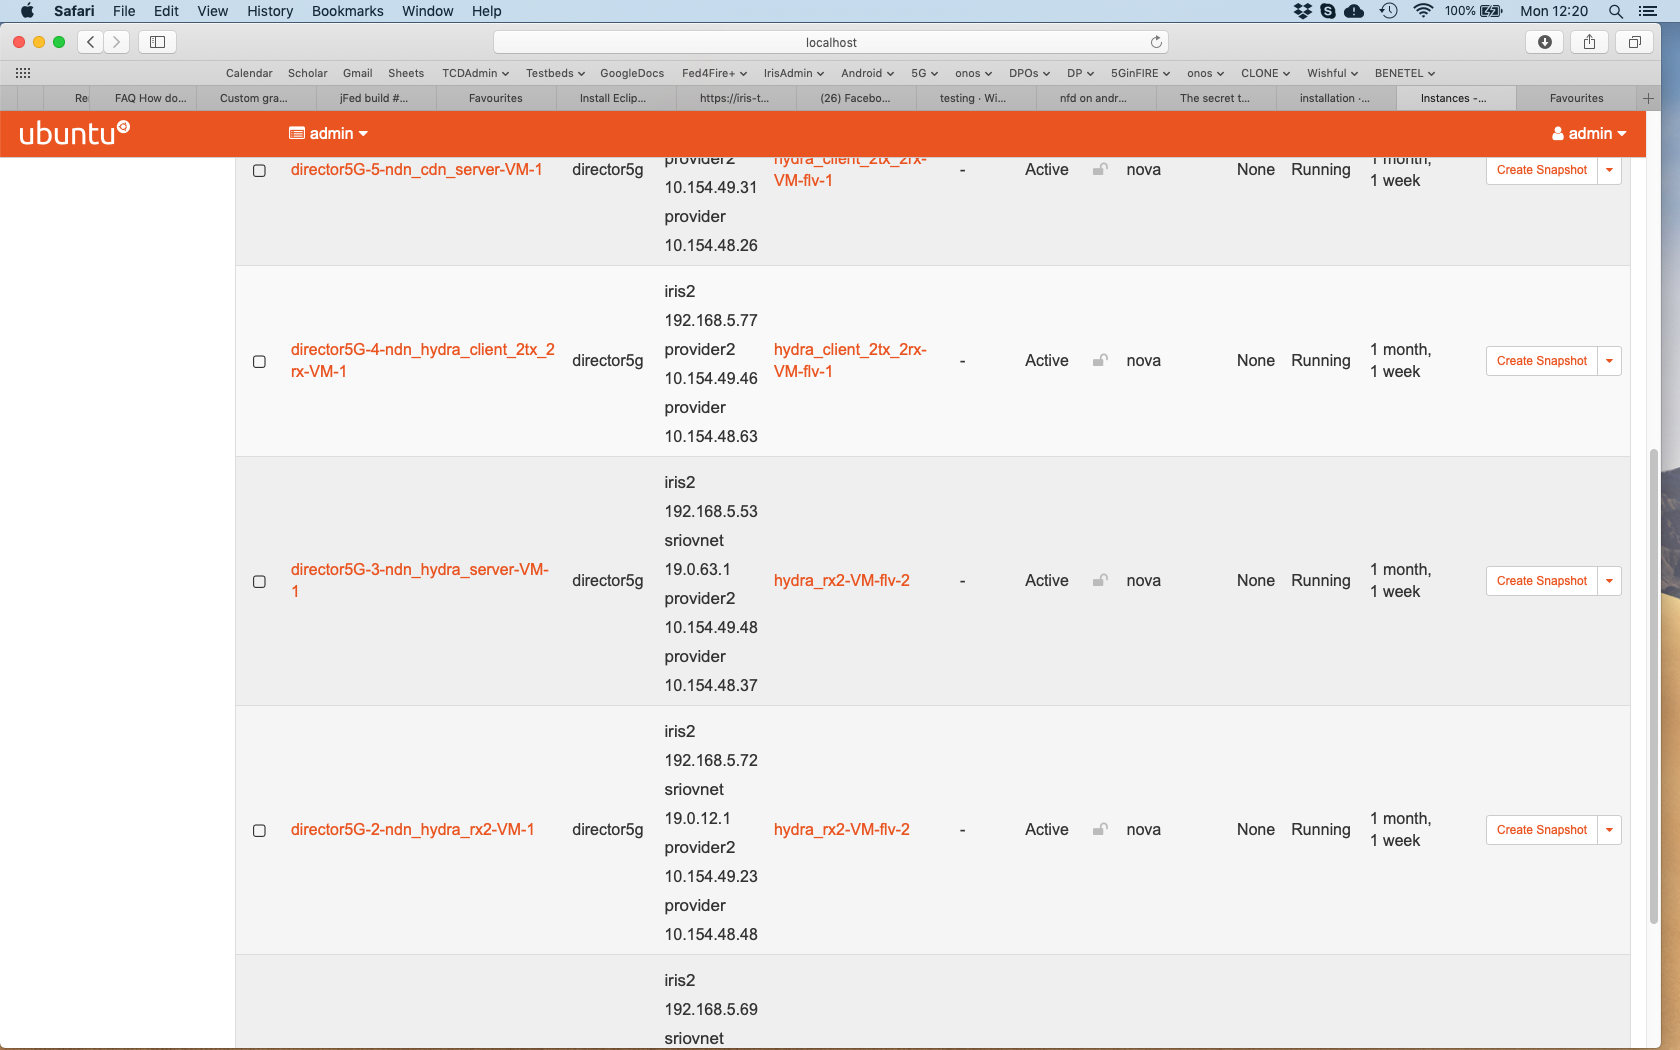 Safari File Edit View History Bookmarks Window Help 100% Mon 12:20
localhost
Calendar Scholar Gmail Sheets TCDAdmin Testbeds GoogleDocs Fed4Fire+ IrisAdmin Android 5G onos DPOs DP 5GinFIRE onos CLONE Wishful BENETEL
Re FAQ How do... Custom gra... jFed build #... Favourites Install Eclip... https://iris-t... (26) Facebo... testing · Wi... nfd on andr... The secret t... installation ·... Instances -... Favourites
ubuntu admin admin
provider2 hydra_client_2tx_2rx- 1 month,
director5G-5-ndn_cdn_server-VM-1 director5g - Active nova None Running Create Snapshot
VM-flv-1 1 week
10.154.49.31
provider
10.154.48.26
iris2
192.168.5.77
director5G-4-ndn_hydra_client_2tx_2 provider2 hydra_client_2tx_2rx- 1 month,
director5g - Active nova None Running Create Snapshot
rx-VM-1 VM-flv-1 1 week
10.154.49.46
provider
10.154.48.63
iris2
192.168.5.53
sriovnet
director5G-3-ndn_hydra_server-VM- 19.0.63.1 1 month,
director5g hydra_rx2-VM-flv-2 - Active nova None Running Create Snapshot
1 1 week
provider2
10.154.49.48
provider
10.154.48.37
iris2
192.168.5.72
sriovnet
19.0.12.1 1 month,
director5G-2-ndn_hydra_rx2-VM-1 director5g hydra_rx2-VM-flv-2 - Active nova None Running Create Snapshot
1 week
provider2
10.154.49.23
provider
10.154.48.48
iris2
192.168.5.69
sriovnet